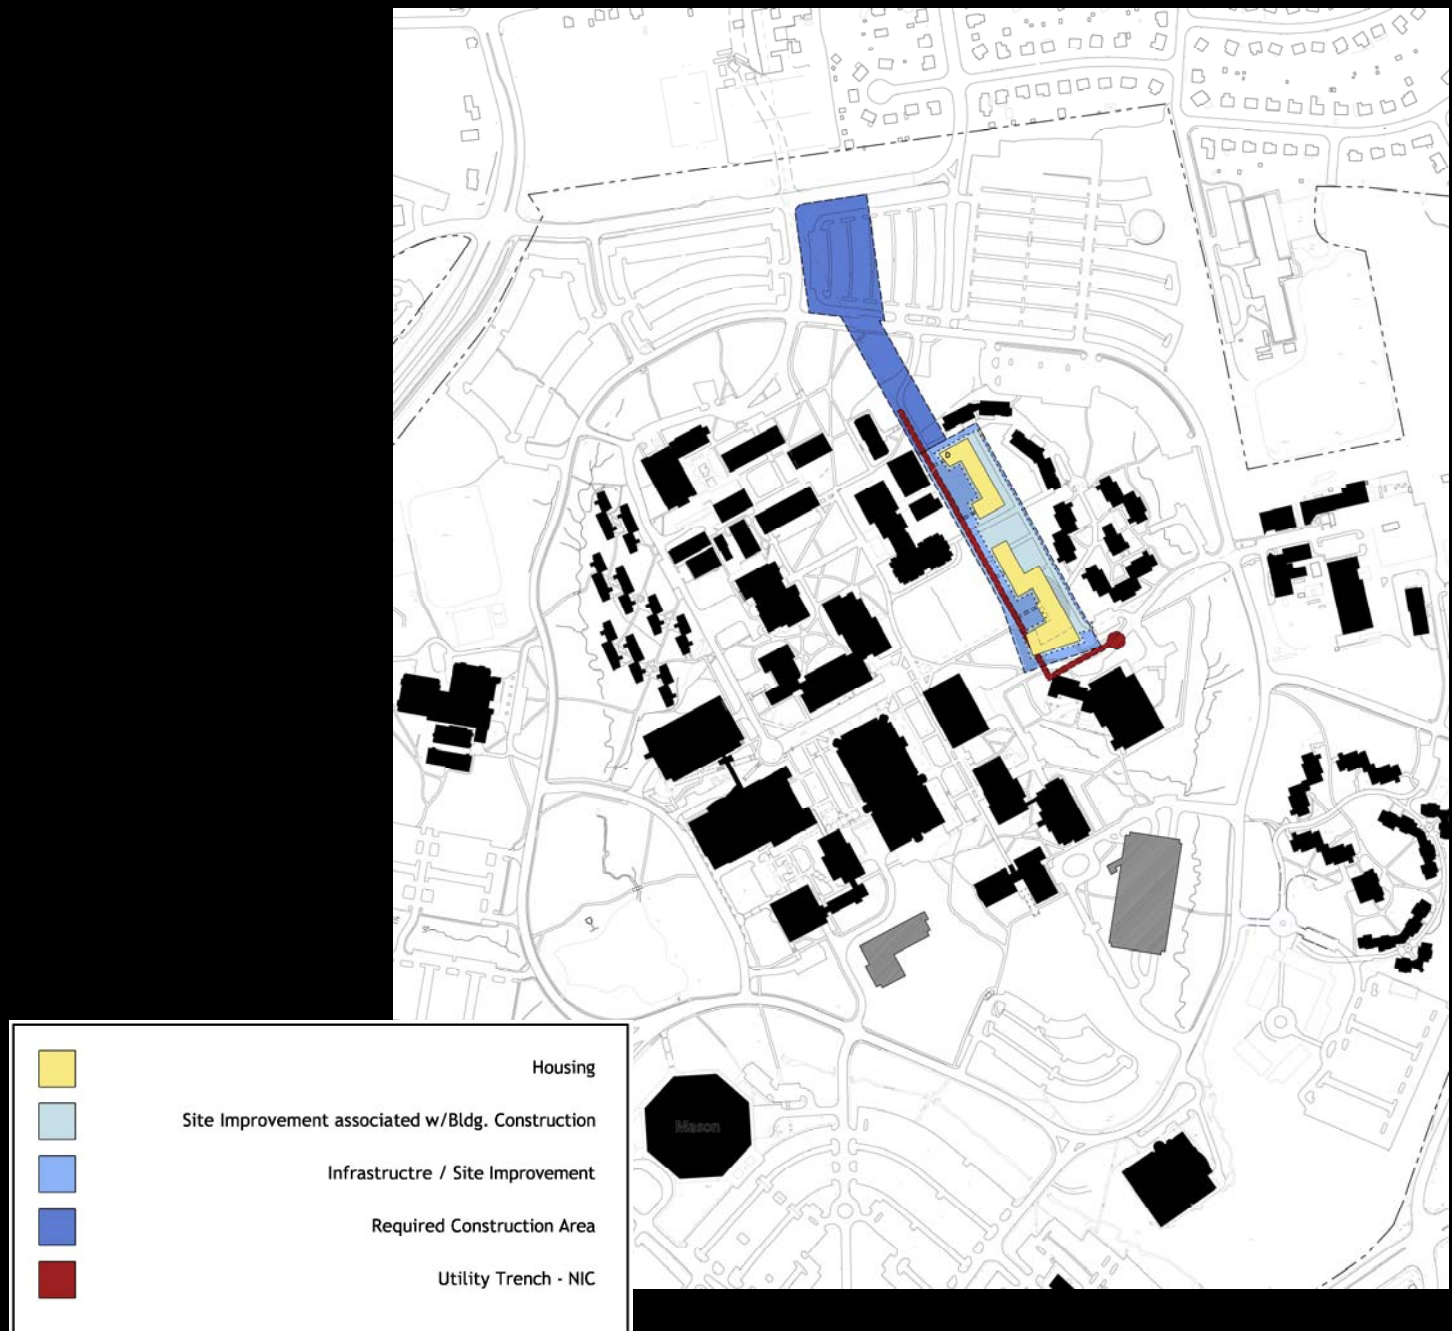 Mason
Housing
Site Improvement associated w/Bldg. Construction
Infrastructre / Site Improvement
Required Construction Area
Utility Trench - NIC